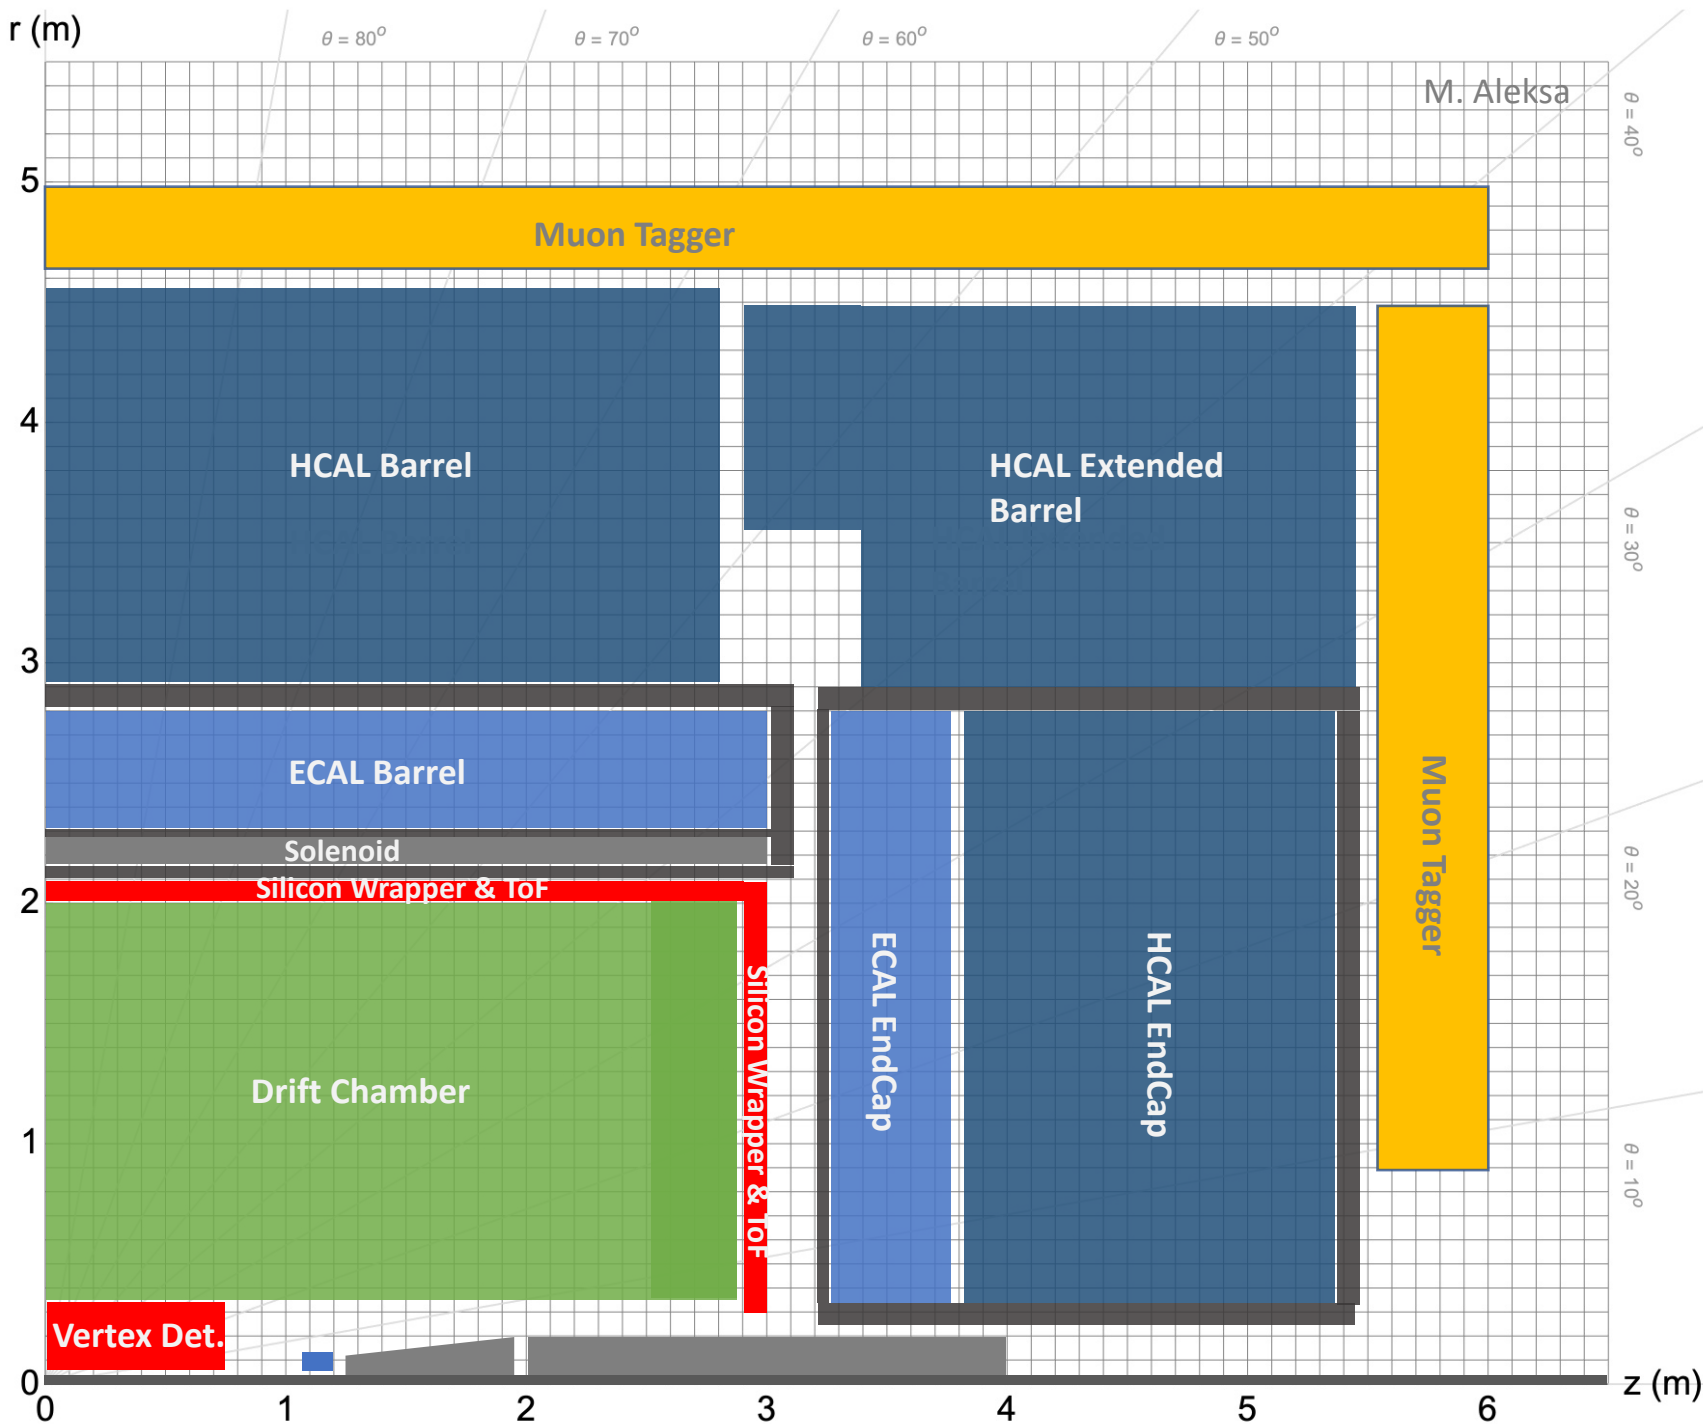 r (m)
θ = 80°
θ = 70°
θ = 60°
θ = 50°
M. Aleksa
θ = 40°
5
Muon Tagger
4
HCAL Barrel
HCAL Extended
Barrel
θ = 30°
3
ECAL Barrel
Solenoid
Silicon Wrapper & ToF
2
Muon Tagger
θ = 20°
Silicon Wrapper & ToF
ECAL EndCap
HCAL EndCap
Drift Chamber
1
θ = 10°
Vertex Det.
0
z (m)
0
1
2
3
4
5
6